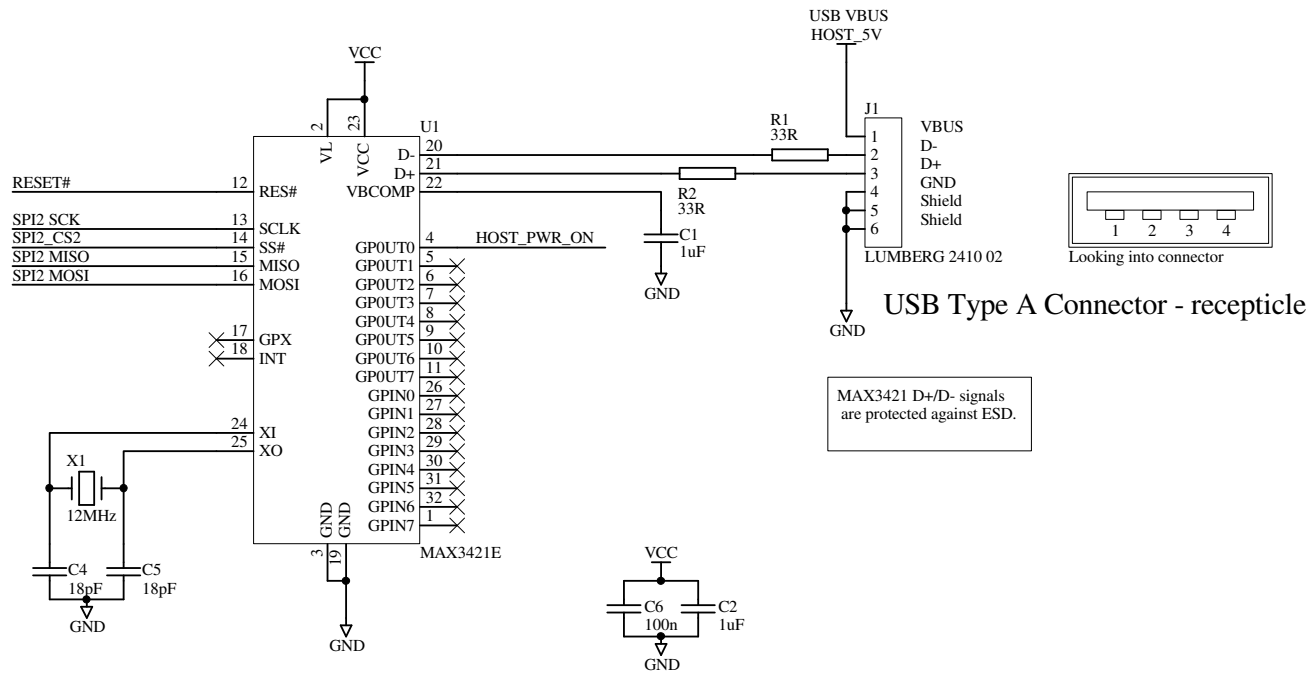 USB VBUS
HOST_5V
VCC
J1
U1
R1
33R
VBUS
D-
D+
GND
Shield
Shield
1
2
3
4
5
6
LUMBERG 2410 02
R2
33R
C1
1uF
GND
GND
1 2 3 4
Looking into connector
USB Type A Connector - recepticle
MAX3421 D+/D- signals
are protected against ESD.
RESET#
SPI2 SCK
SPI2_CS2
SPI2 MISO
SPI2 MOSI
12 RES#
13 SCLK
14 SS#
15 MISO
16 MOSI
17 GPX
18 INT
24 XI
25 XO
2 VL
23 VCC
D- 20
D+ 21
VBCOMP 22
GP0UT0 4 HOST_PWR_ON
GP0UT1 5
GP0UT2 6
GP0UT3 7
GP0UT4 8
GP0UT5 9
GP0UT6 10
GP0UT7 11
GPIN0 26
GPIN1 27
GPIN2 28
GPIN3 29
GPIN4 30
GPIN5 31
GPIN6 32
GPIN7 1
3 GND
19 GND
MAX3421E
GND
X1
12MHz
C4
18pF
C5
18pF
GND
VCC
C6
100n
C2
1uF
GND